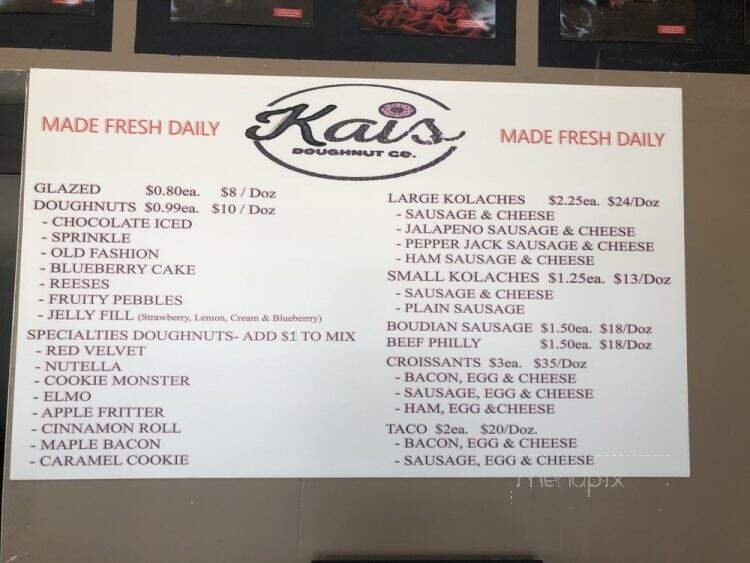 MADE FRESH DAILY
Kai's
DOUGHNUT CO.
MADE FRESH DAILY
GLAZED $0.80ea. $8 / Doz
DOUGHNUTS $0.99ea. $10 / Doz
- CHOCOLATE ICED
- SPRINKLE
- OLD FASHION
- BLUEBERRY CAKE
- REESES
- FRUITY PEBBLES
- JELLY FILL (Strawberry, Lemon, Cream & Blueberrry)
SPECIALTIES DOUGHNUTS- ADD $1 TO MIX
- RED VELVET
- NUTELLA
- COOKIE MONSTER
- ELMO
- APPLE FRITTER
- CINNAMON ROLL
- MAPLE BACON
- CARAMEL COOKIE
LARGE KOLACHES $2.25ea. $24/Doz
- SAUSAGE & CHEESE
- JALAPENO SAUSAGE & CHEESE
- PEPPER JACK SAUSAGE & CHEESE
- HAM SAUSAGE & CHEESE
SMALL KOLACHES $1.25ea. $13/Doz
- SAUSAGE & CHEESE
- PLAIN SAUSAGE
BOUDIAN SAUSAGE $1.50ea. $18/Doz
BEEF PHILLY $1.50ea. $18/Doz
CROISSANTS $3ea. $35/Doz
- BACON, EGG & CHEESE
- SAUSAGE, EGG & CHEESE
- HAM, EGG &CHEESE
TACO $2ea. $20/Doz.
- BACON, EGG & CHEESE
- SAUSAGE, EGG & CHEESE
menupix